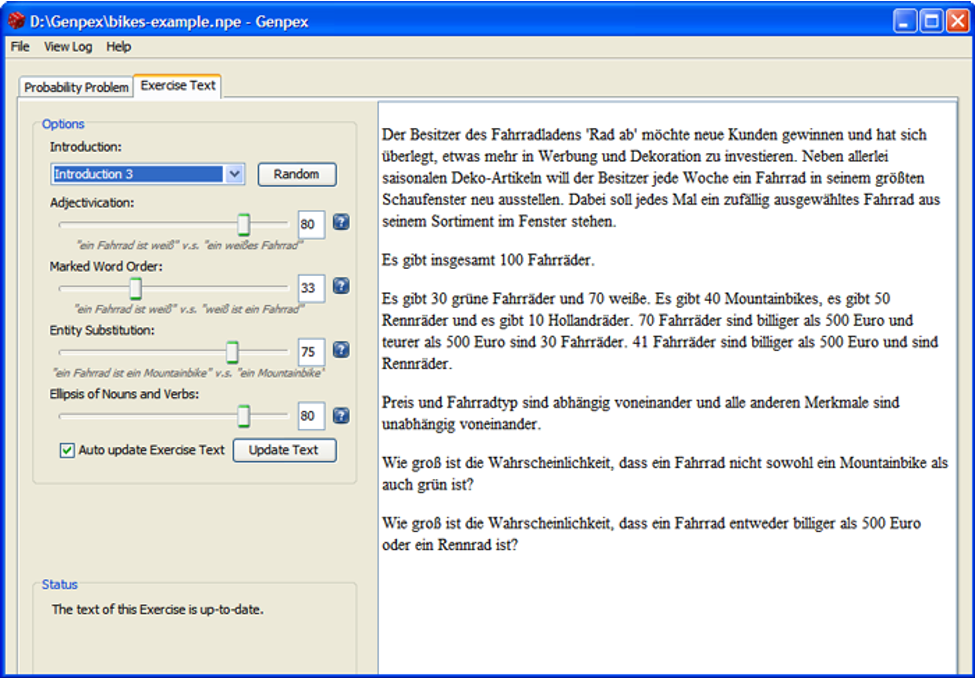 D:\Genpex\bikes-example.npe - Genpex
File View Log Help
Probability Problem Exercise Text
Options
Introduction:
Introduction 3 Random
Adjectivication:
80 ?
"ein Fahrrad ist weiß" v.s. "ein weißes Fahrrad"
Marked Word Order:
33 ?
"ein Fahrrad ist weiß" v.s. "weiß ist ein Fahrrad"
Entity Substitution:
75 ?
"ein Fahrrad ist ein Mountainbike" v.s. "ein Mountainbike"
Ellipsis of Nouns and Verbs:
80 ?
Auto update Exercise Text Update Text
Status
The text of this Exercise is up-to-date.
Der Besitzer des Fahrradladens 'Rad ab' möchte neue Kunden gewinnen und hat sich
überlegt, etwas mehr in Werbung und Dekoration zu investieren. Neben allerlei
saisonalen Deko-Artikeln will der Besitzer jede Woche ein Fahrrad in seinem größten
Schaufenster neu ausstellen. Dabei soll jedes Mal ein zufällig ausgewähltes Fahrrad aus
seinem Sortiment im Fenster stehen.
Es gibt insgesamt 100 Fahrräder.
Es gibt 30 grüne Fahrräder und 70 weiße. Es gibt 40 Mountainbikes, es gibt 50
Rennräder und es gibt 10 Hollandräder. 70 Fahrräder sind billiger als 500 Euro und
teurer als 500 Euro sind 30 Fahrräder. 41 Fahrräder sind billiger als 500 Euro und sind
Rennräder.
Preis und Fahrradtyp sind abhängig voneinander und alle anderen Merkmale sind
unabhängig voneinander.
Wie groß ist die Wahrscheinlichkeit, dass ein Fahrrad nicht sowohl ein Mountainbike als
auch grün ist?
Wie groß ist die Wahrscheinlichkeit, dass ein Fahrrad entweder billiger als 500 Euro
oder ein Rennrad ist?